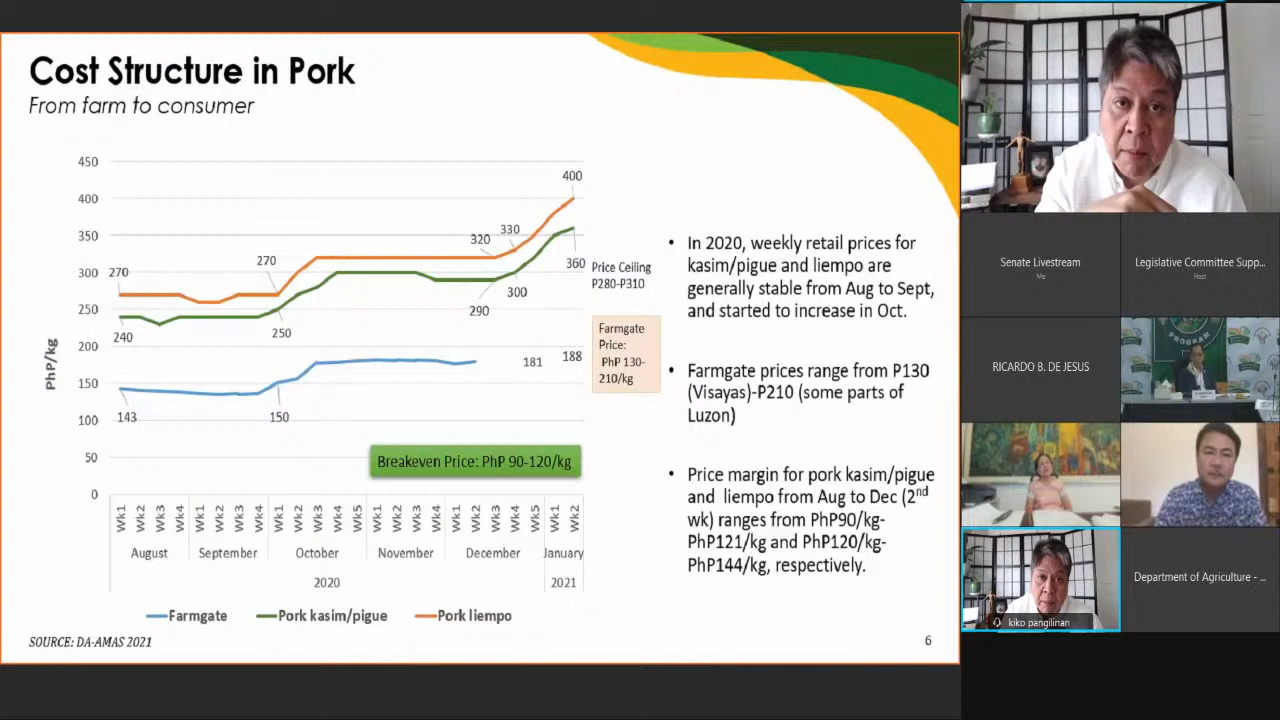 Cost Structure in Pork
From farm to consumer
PhP/kg
450
400
350
300
250
200
150
100
50
0
270
240
143
270
250
150
320
330
290
300
400
360
181
188
Price Ceiling
P280-P310
Farmgate
Price:
PhP 130-
210/kg
Breakeven Price: PhP 90-120/kg
Wk1 Wk2 Wk3 Wk4 Wk1 Wk2 Wk3 Wk4 Wk1 Wk2 Wk3 Wk4 Wk5 Wk1 Wk2 Wk3 Wk4 Wk1 Wk2 Wk3 Wk4 Wk5 Wk1 Wk2
August September October November December January
2020 2021
Farmgate Pork kasim/pigue Pork liempo
SOURCE: DA-AMAS 2021
• In 2020, weekly retail prices for
kasim/pigue and liempo are
generally stable from Aug to Sept,
and started to increase in Oct.
• Farmgate prices range from P130
(Visayas)-P210 (some parts of
Luzon)
• Price margin for pork kasim/pigue
and liempo from Aug to Dec (2nd
wk) ranges from PhP90/kg-
PhP121/kg and PhP120/kg-
PhP144/kg, respectively.
6
Senate Livestream
Me
Legislative Committee Supp...
Host
RICARDO B. DE JESUS
PROGRAM
kiko pangilinan
Department of Agriculture - ...